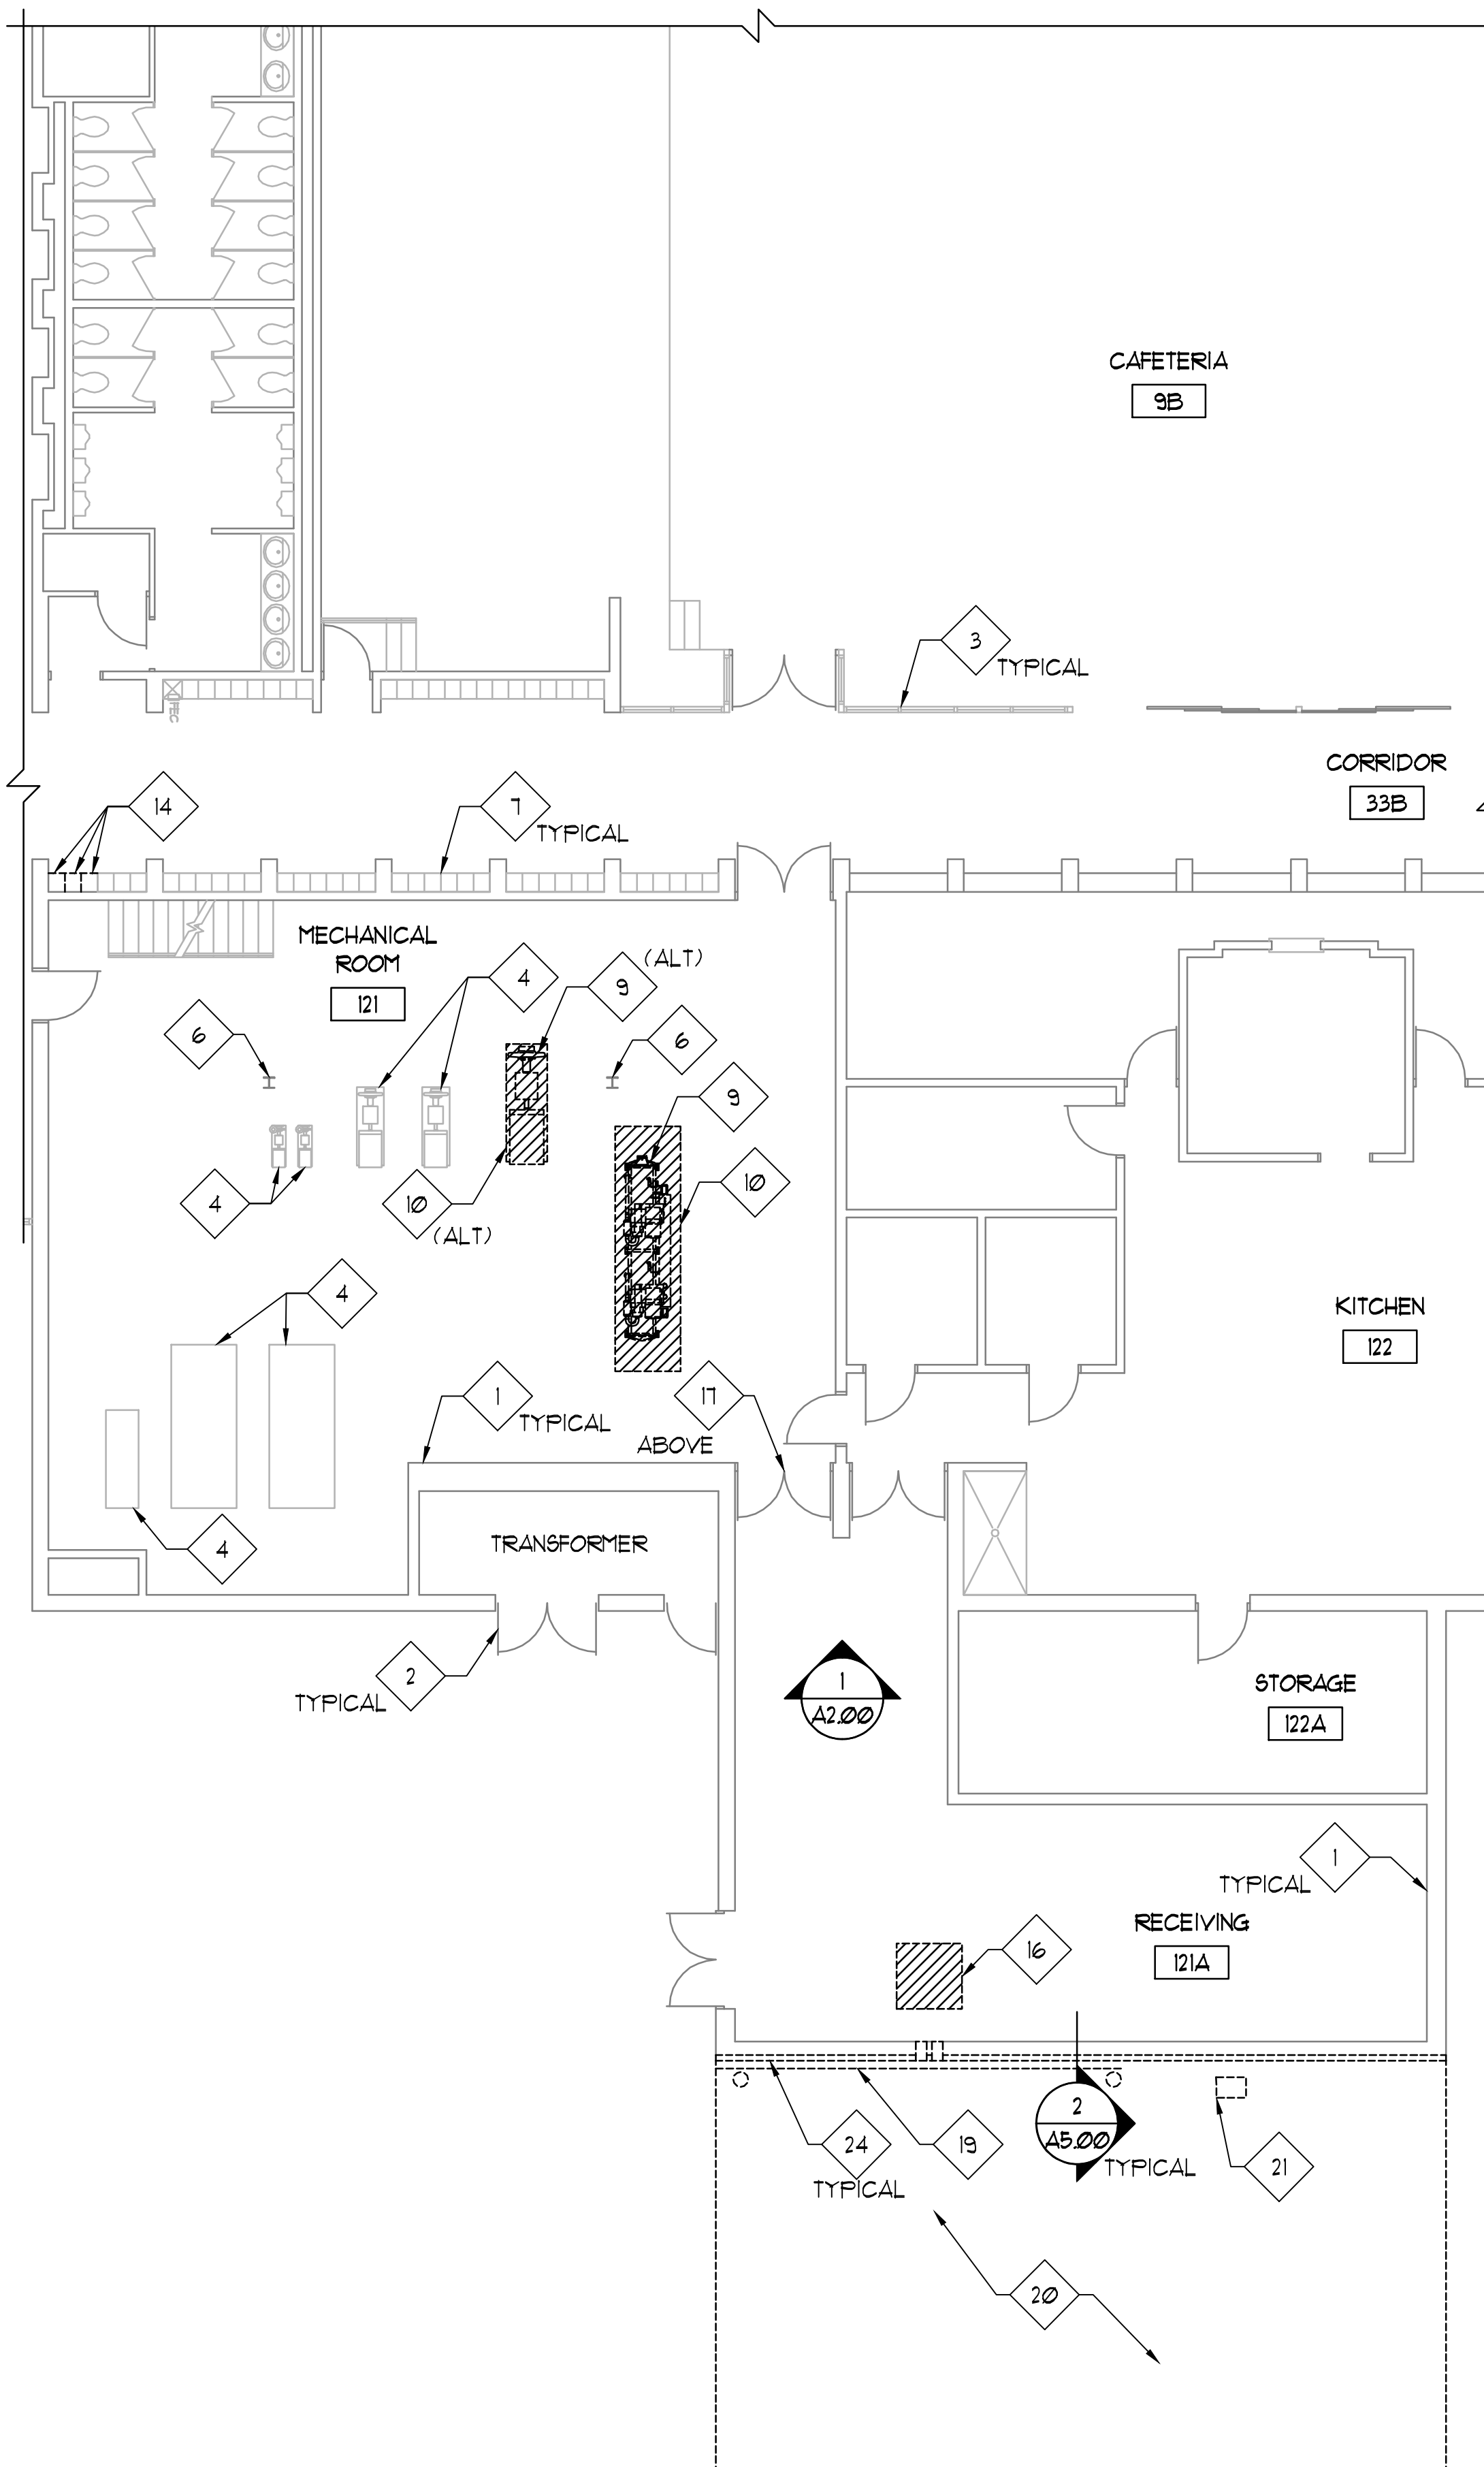 CAFETERIA
9B
3
TYPICAL
FEC
CORRIDOR
33B
14
7
TYPICAL
MECHANICAL
ROOM
121
4
(ALT)
9
6
6
9
4
10
(ALT)
10
4
KITCHEN
122
1
TYPICAL
17
ABOVE
4
TRANSFORMER
2
TYPICAL
1
A2.00
STORAGE
122A
1
TYPICAL
RECEIVING
121A
16
24
TYPICAL
19
2
A5.00
TYPICAL
21
20